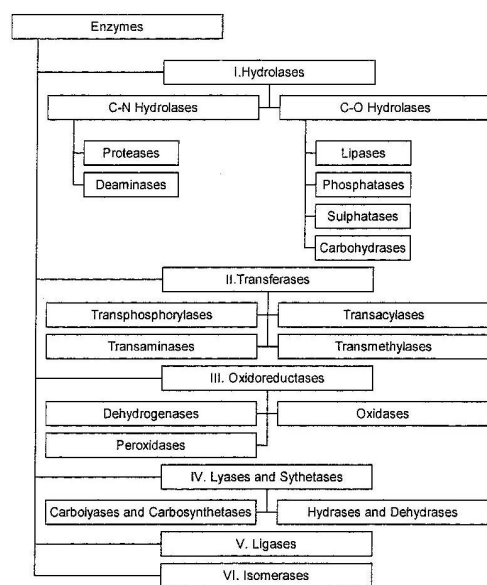 Enzymes
I.Hydrolases
C-N Hydrolases
C-O Hydrolases
Proteases
Deaminases
Lipases
Phosphatases
Sulphatases
Carbohydrases
II.Transferases
Transphosphorylases
Transacylases
Transaminases
Transmethylases
III. Oxidoreductases
Dehydrogenases
Oxidases
Peroxidases
IV. Lyases and Sythetases
Carbolyases and Carbosynthetases
Hydrases and Dehydrases
V. Ligases
VI. Isomerases